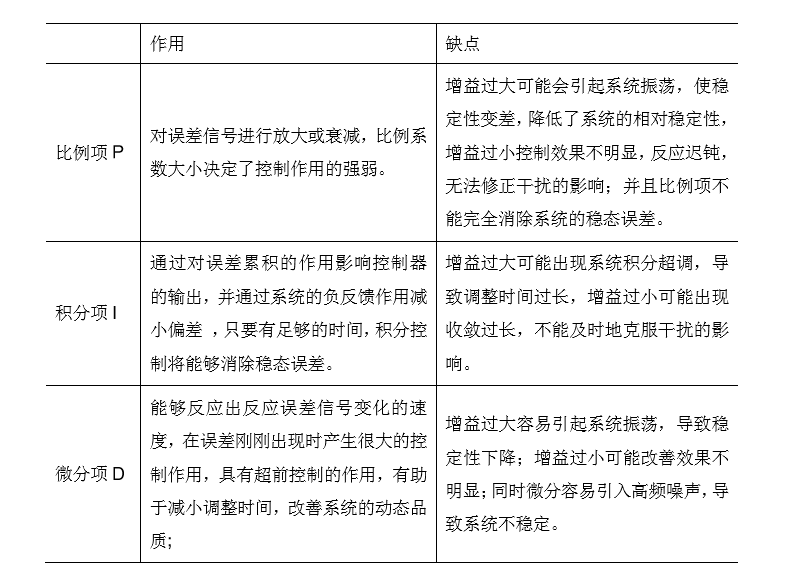 作用
缺点
比例项 P
对误差信号进行放大或衰减，比例系
数大小决定了控制作用的强弱。
增益过大可能会引起系统振荡，使稳
定性变差，降低了系统的相对稳定性，
增益过小控制效果不明显，反应迟钝，
无法修正干扰的影响；并且比例项不
能完全消除系统的稳态误差。
积分项 I
通过对误差累积的作用影响控制器
的输出，并通过系统的负反馈作用减
小偏差 ，只要有足够的时间，积分控
制将能够消除稳态误差。
增益过大可能出现系统积分超调，导
致调整时间过长，增益过小可能出现
收敛过长，不能及时地克服干扰的影
响。
微分项 D
能够反应出反应误差信号变化的速
度，在误差刚刚出现时产生很大的控
制作用，具有超前控制的作用，有助
于减小调整时间，改善系统的动态品
质;
增益过大容易引起系统振荡，导致稳
定性下降；增益过小可能改善效果不
明显；同时微分容易引入高频噪声，导
致系统不稳定。